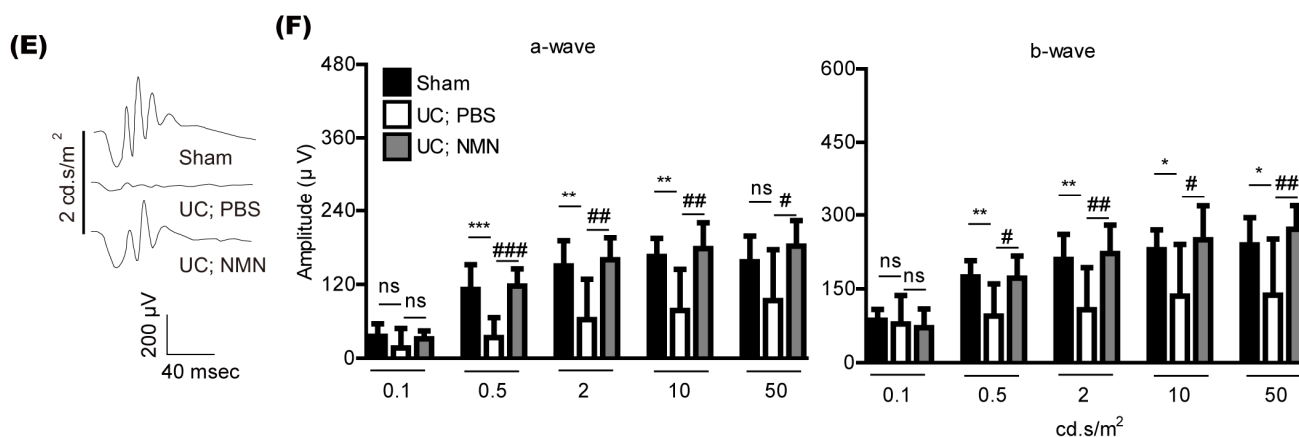 (E)
2 cd.s/m²
Sham
UC; PBS
UC; NMN
200 µV
40 msec
(F)
a-wave
Amplitude (µ V)
480
360
240
120
0
Sham
UC; PBS
UC; NMN
ns
ns
***
###
**
##
**
##
ns
#
0.1
0.5
2
10
50
b-wave
600
450
300
150
0
ns
ns
**
#
**
##
*
#
*
##
0.1
0.5
2
10
50
cd.s/m²